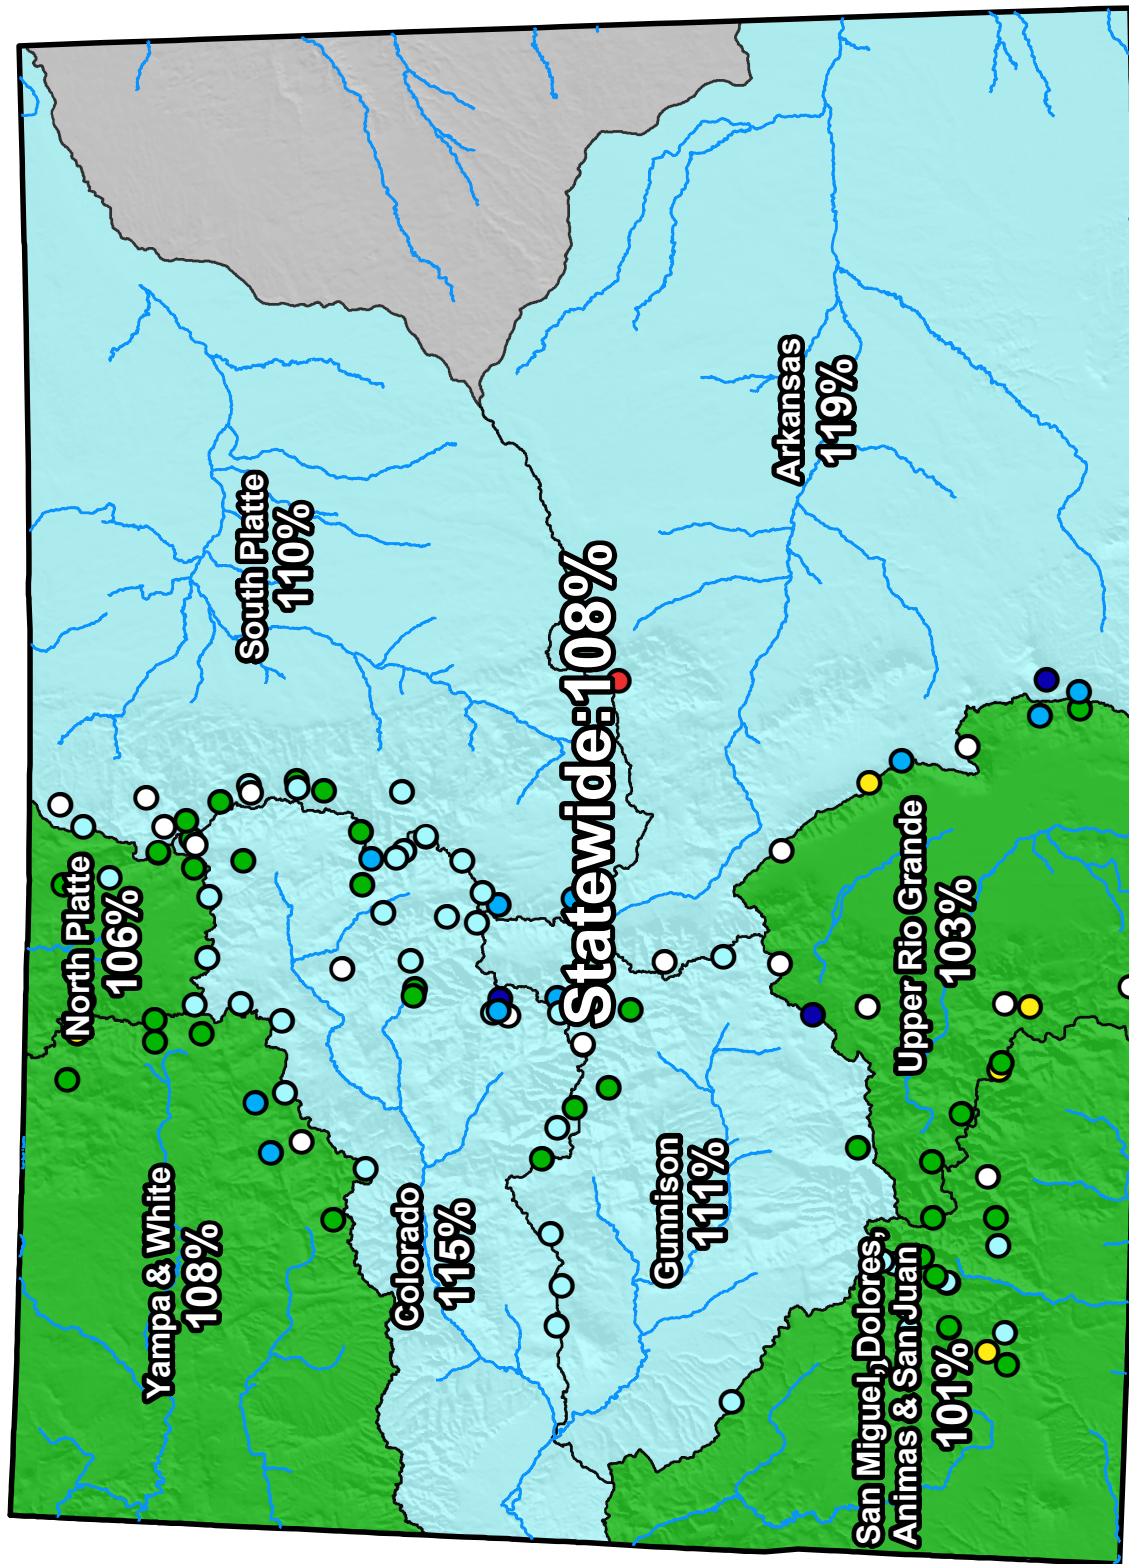 North Platte
106%
Yampa & White
108%
South Platte
110%
Colorado
115%
Statewide:108%
Gunnison
111%
Arkansas
119%
San Miguel, Dolores,
Animas & San Juan
101%
Upper Rio Grande
103%